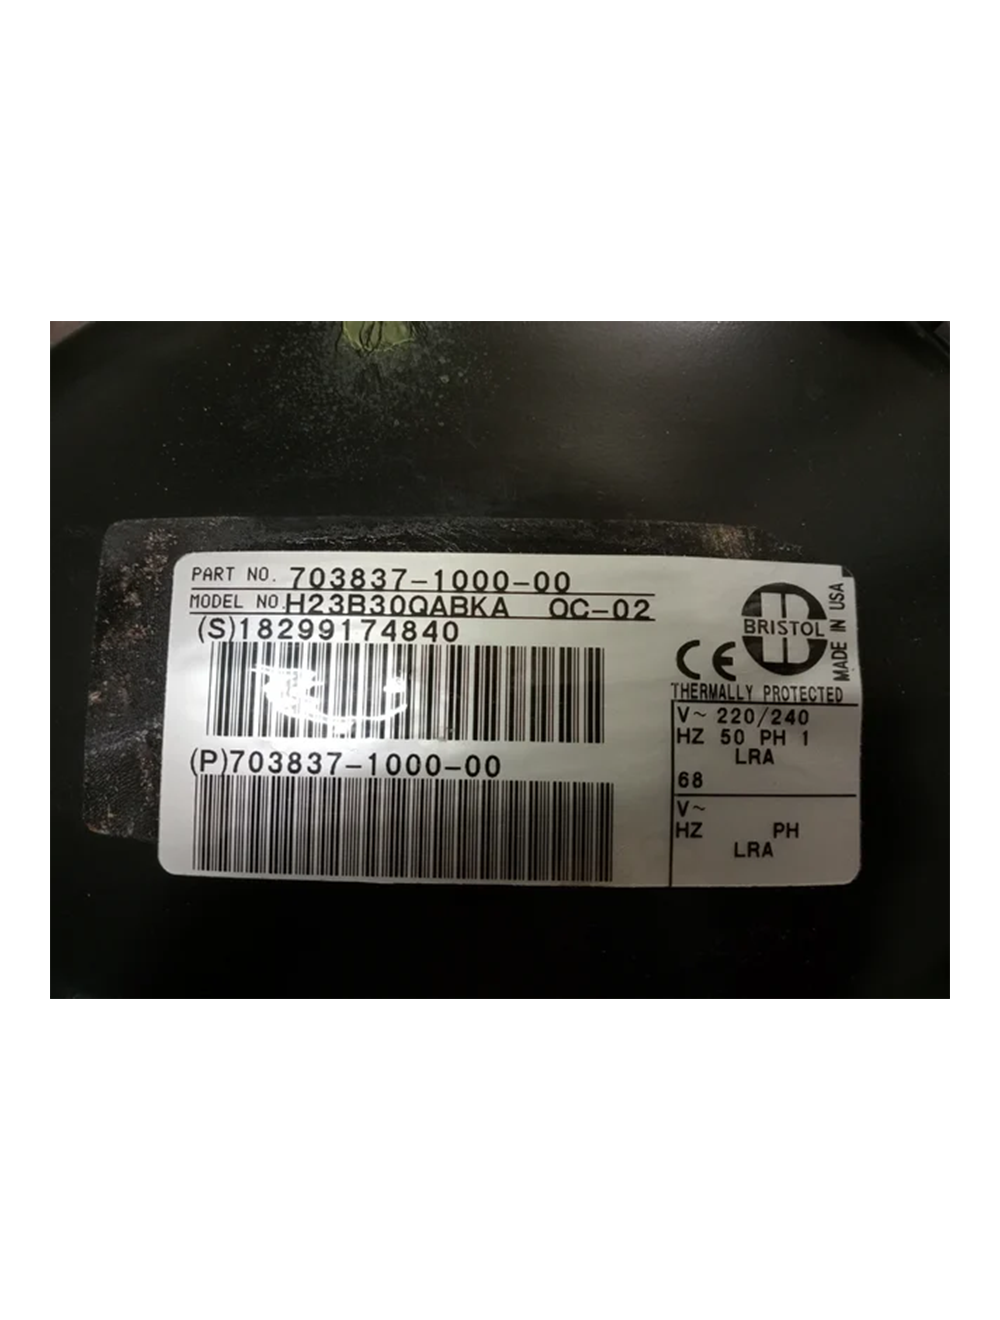 PART NO. 703837-1000-00
MODEL NO. H23B30QABKA QC-02
(S)18299174840
(P)703837-1000-00
BRISTOL
MADE IN USA
CE
THERMALLY PROTECTED
V~ 220/240
HZ 50 PH 1
LRA
68
V~
HZ PH
LRA